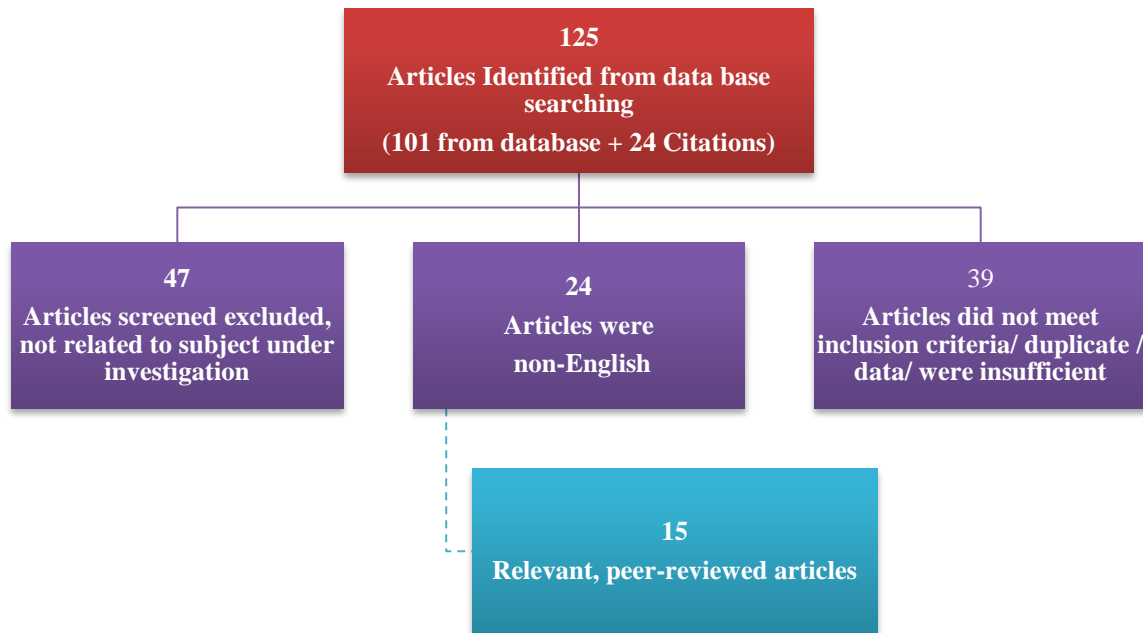 125
Articles Identified from data base
searching
(101 from database + 24 Citations)
47
Articles screened excluded,
not related to subject under
investigation
24
Articles were
non-English
39
Articles did not meet
inclusion criteria/ duplicate /
data/ were insufficient
15
Relevant, peer-reviewed articles